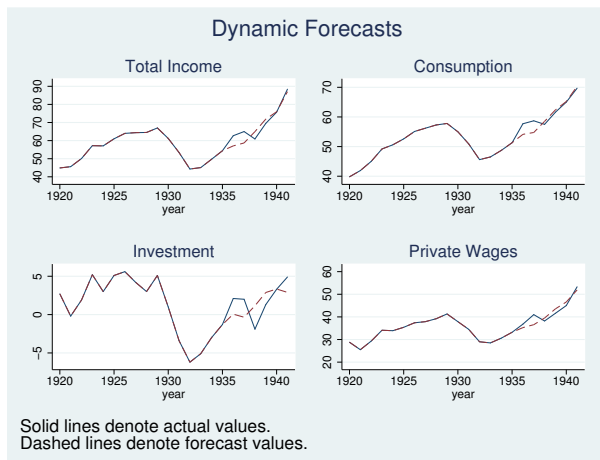 Dynamic Forecasts
Total Income
40 50 60 70 80 90
1920 1925 1930 1935 1940
year
Consumption
40 50 60 70
1920 1925 1930 1935 1940
year
Investment
-5 0 5
1920 1925 1930 1935 1940
year
Private Wages
20 30 40 50 60
1920 1925 1930 1935 1940
year
Solid lines denote actual values.
Dashed lines denote forecast values.